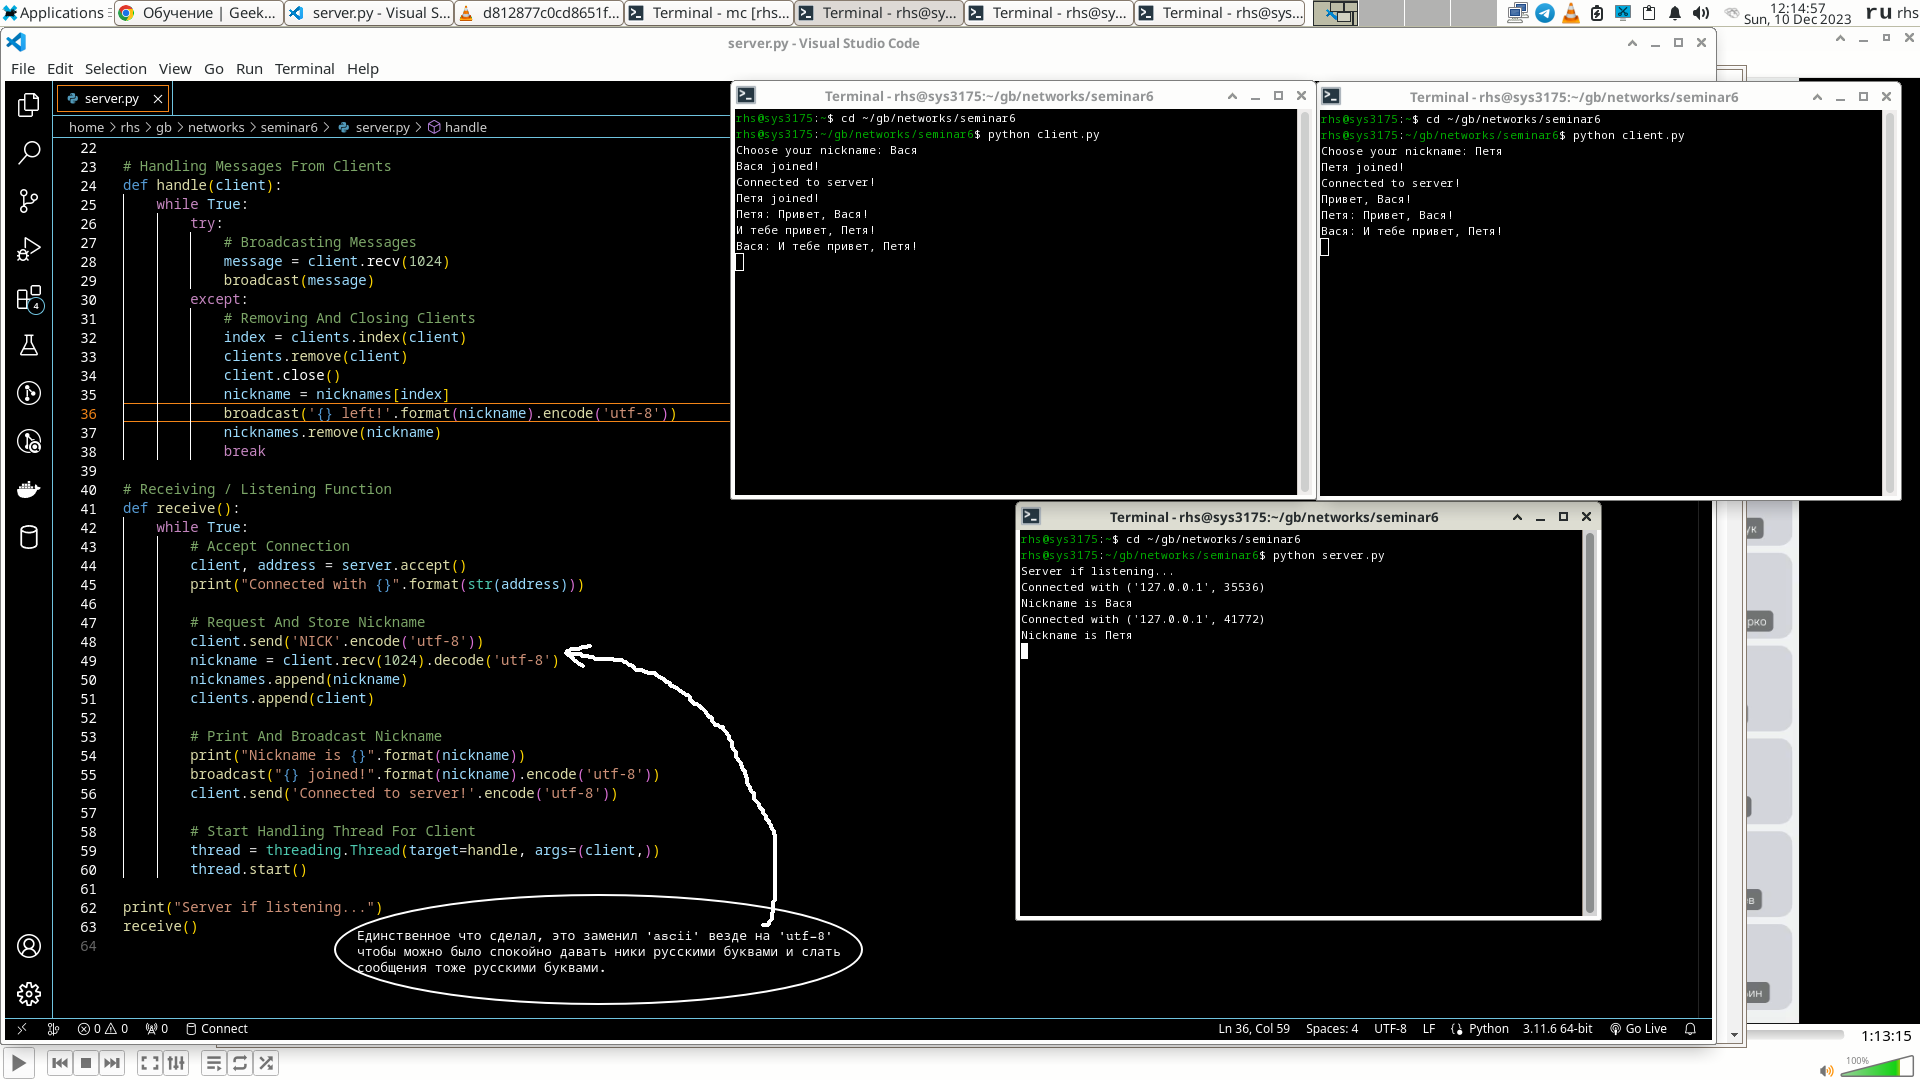 Applications
Обучение | Geek...
server.py - Visual S...
d812877c0cd8651f...
Terminal - mc [rhs...
Terminal - rhs@sy...
Terminal - rhs@sy...
Terminal - rhs@sys...
12:14:57
Sun, 10 Dec 2023
ru rhs
server.py - Visual Studio Code
File Edit Selection View Go Run Terminal Help
server.py
home > rhs > gb > networks > seminar6 > server.py > handle
22
23 # Handling Messages From Clients
24 def handle(client):
25 while True:
26 try:
27 # Broadcasting Messages
28 message = client.recv(1024)
29 broadcast(message)
30 except:
31 # Removing And Closing Clients
32 index = clients.index(client)
33 clients.remove(client)
34 client.close()
35 nickname = nicknames[index]
36 broadcast('{} left!'.format(nickname).encode('utf-8'))
37 nicknames.remove(nickname)
38 break
39
40 # Receiving / Listening Function
41 def receive():
42 while True:
43 # Accept Connection
44 client, address = server.accept()
45 print("Connected with {}".format(str(address)))
46
47 # Request And Store Nickname
48 client.send('NICK'.encode('utf-8'))
49 nickname = client.recv(1024).decode('utf-8')
50 nicknames.append(nickname)
51 clients.append(client)
52
53 # Print And Broadcast Nickname
54 print("Nickname is {}".format(nickname))
55 broadcast("{} joined!".format(nickname).encode('utf-8'))
56 client.send('Connected to server!'.encode('utf-8'))
57
58 # Start Handling Thread For Client
59 thread = threading.Thread(target=handle, args=(client,))
60 thread.start()
61
62 print("Server if listening...")
63 receive()
64
Единственное что сделал, это заменил 'ascii' везде на 'utf-8'
чтобы можно было спокойно давать ники русскими буквами и слать
сообщения тоже русскими буквами.
Terminal - rhs@sys3175:~/gb/networks/seminar6
rhs@sys3175:~$ cd ~/gb/networks/seminar6
rhs@sys3175:~/gb/networks/seminar6$ python client.py
Choose your nickname: Вася
Вася joined!
Connected to server!
Петя joined!
Петя: Привет, Вася!
И тебе привет, Петя!
Вася: И тебе привет, Петя!
Terminal - rhs@sys3175:~/gb/networks/seminar6
rhs@sys3175:~$ cd ~/gb/networks/seminar6
rhs@sys3175:~/gb/networks/seminar6$ python client.py
Choose your nickname: Петя
Петя joined!
Connected to server!
Привет, Вася!
Петя: Привет, Вася!
Вася: И тебе привет, Петя!
Terminal - rhs@sys3175:~/gb/networks/seminar6
rhs@sys3175:~$ cd ~/gb/networks/seminar6
rhs@sys3175:~/gb/networks/seminar6$ python server.py
Server if listening...
Connected with ('127.0.0.1', 35536)
Nickname is Вася
Connected with ('127.0.0.1', 41772)
Nickname is Петя
4
0 0 0 Connect
Ln 36, Col 59 Spaces: 4 UTF-8 LF Python 3.11.6 64-bit Go Live
1:13:15
100%